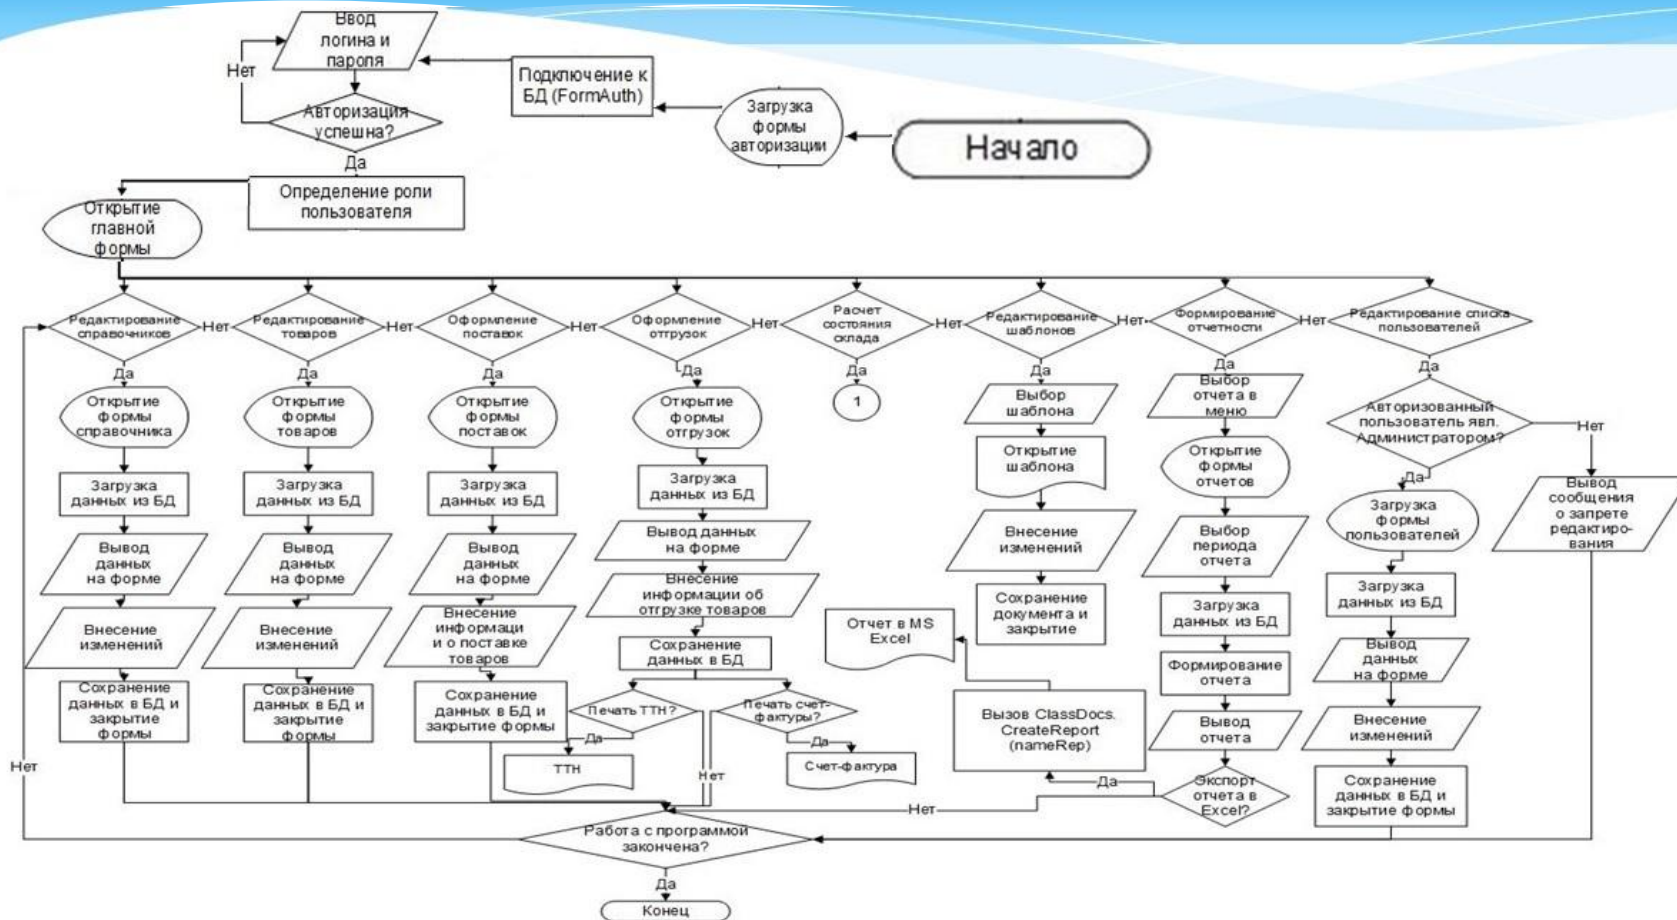 Ввод
логина и
пароля
Нет
Подключение к
БД (FormAuth)
Загрузка
формы
авторизации
Начало
Авторизация
успешна?
Да
Определение роли
пользователя
Открытие
главной
формы
Редактирование
справочников
Нет
Редактирование
товаров
Нет
Оформление
поставок
Нет
Оформление
отгрузок
Нет
Расчет
состояния
склада
Нет
Редактирование
шаблонов
Нет
Формирование
отчетности
Нет
Редактирование списка
пользователей
Да
Открытие
формы
справочника
Загрузка
данных из БД
Вывод
данных
на форме
Внесение
изменений
Сохранение
данных в БД и
закрытие
формы
Да
Открытие
формы
товаров
Загрузка
данных из БД
Вывод
данных
на форме
Внесение
изменений
Сохранение
данных в БД и
закрытие
формы
Да
Открытие
формы
поставок
Загрузка
данных из БД
Вывод
данных
на форме
Внесение
информаци
и о поставке
товаров
Сохранение
данных в БД и
закрытие формы
Да
Открытие
формы
отгрузок
Загрузка
данных из БД
Вывод данных
на форме
Внесение
информации об
отгрузке товаров
Сохранение
данных в БД
Печать ТТН?
Да
ТТН
Нет
Печать счет-
фактуры?
Да
Счет-фактура
Да
1
Да
Выбор
шаблона
Открытие
шаблона
Внесение
изменений
Сохранение
документа и
закрытие
Отчет в MS
Excel
Вызов ClassDocs.
CreateReport
(nameRep)
Да
Выбор
отчета в
меню
Открытие
формы
отчетов
Выбор
периода
отчета
Загрузка
данных из БД
Формирование
отчета
Вывод
отчета
Экспорт
отчета в
Excel?
Да
Нет
Да
Авторизованный
пользователь явл.
Администратором?
Нет
Вывод
сообщения
о запрете
редактиро-
вания
Да
Загрузка
формы
пользователей
Загрузка
данных из БД
Вывод
данных
на форме
Внесение
изменений
Сохранение
данных в БД и
закрытие формы
Нет
Работа с программой
закончена?
Да
Конец